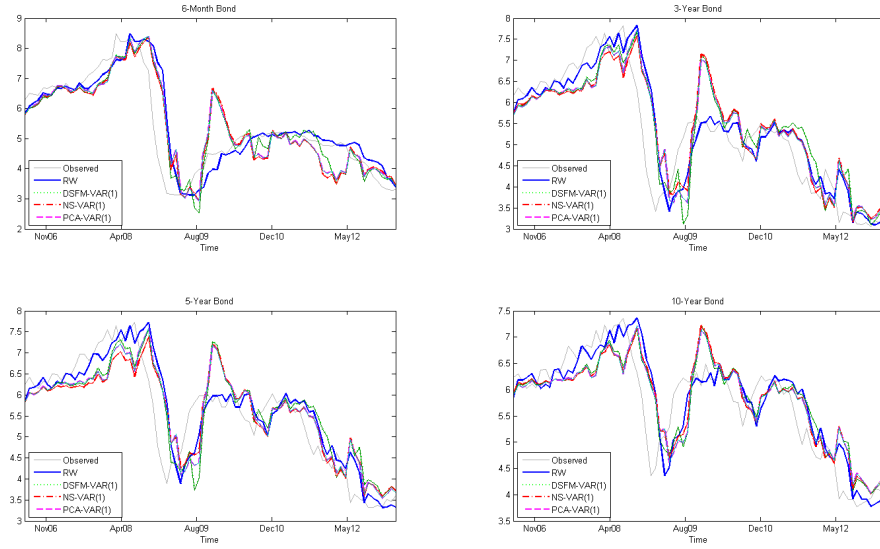 6-Month Bond
9
8
7
6
5
4
3
2
Observed
RW
DSFM-VAR(1)
NS-VAR(1)
PCA-VAR(1)
Nov06 Apr08 Aug09 Dec10 May12
Time
3-Year Bond
8
7.5
7
6.5
6
5.5
5
4.5
4
3.5
3
Observed
RW
DSFM-VAR(1)
NS-VAR(1)
PCA-VAR(1)
Nov06 Apr08 Aug09 Dec10 May12
Time
5-Year Bond
8
7.5
7
6.5
6
5.5
5
4.5
4
3.5
3
Observed
RW
DSFM-VAR(1)
NS-VAR(1)
PCA-VAR(1)
Nov06 Apr08 Aug09 Dec10 May12
Time
10-Year Bond
7.5
7
6.5
6
5.5
5
4.5
4
3.5
Observed
RW
DSFM-VAR(1)
NS-VAR(1)
PCA-VAR(1)
Nov06 Apr08 Aug09 Dec10 May12
Time